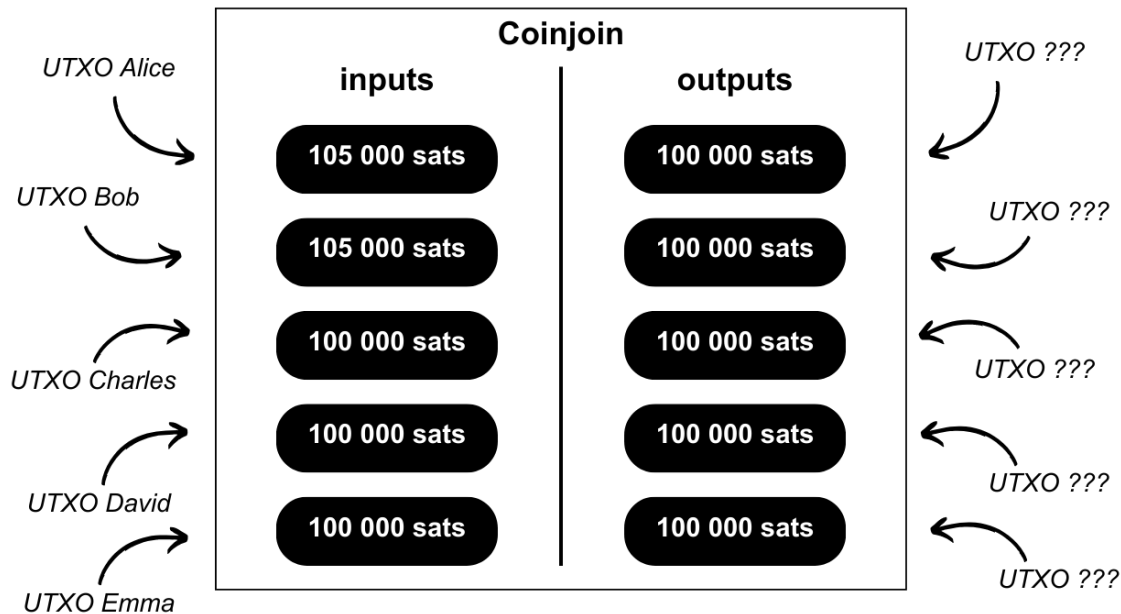 Coinjoin
inputs
outputs
UTXO Alice
UTXO Bob
UTXO Charles
UTXO David
UTXO Emma
105 000 sats
105 000 sats
100 000 sats
100 000 sats
100 000 sats
100 000 sats
100 000 sats
100 000 sats
100 000 sats
100 000 sats
UTXO ???
UTXO ???
UTXO ???
UTXO ???
UTXO ???